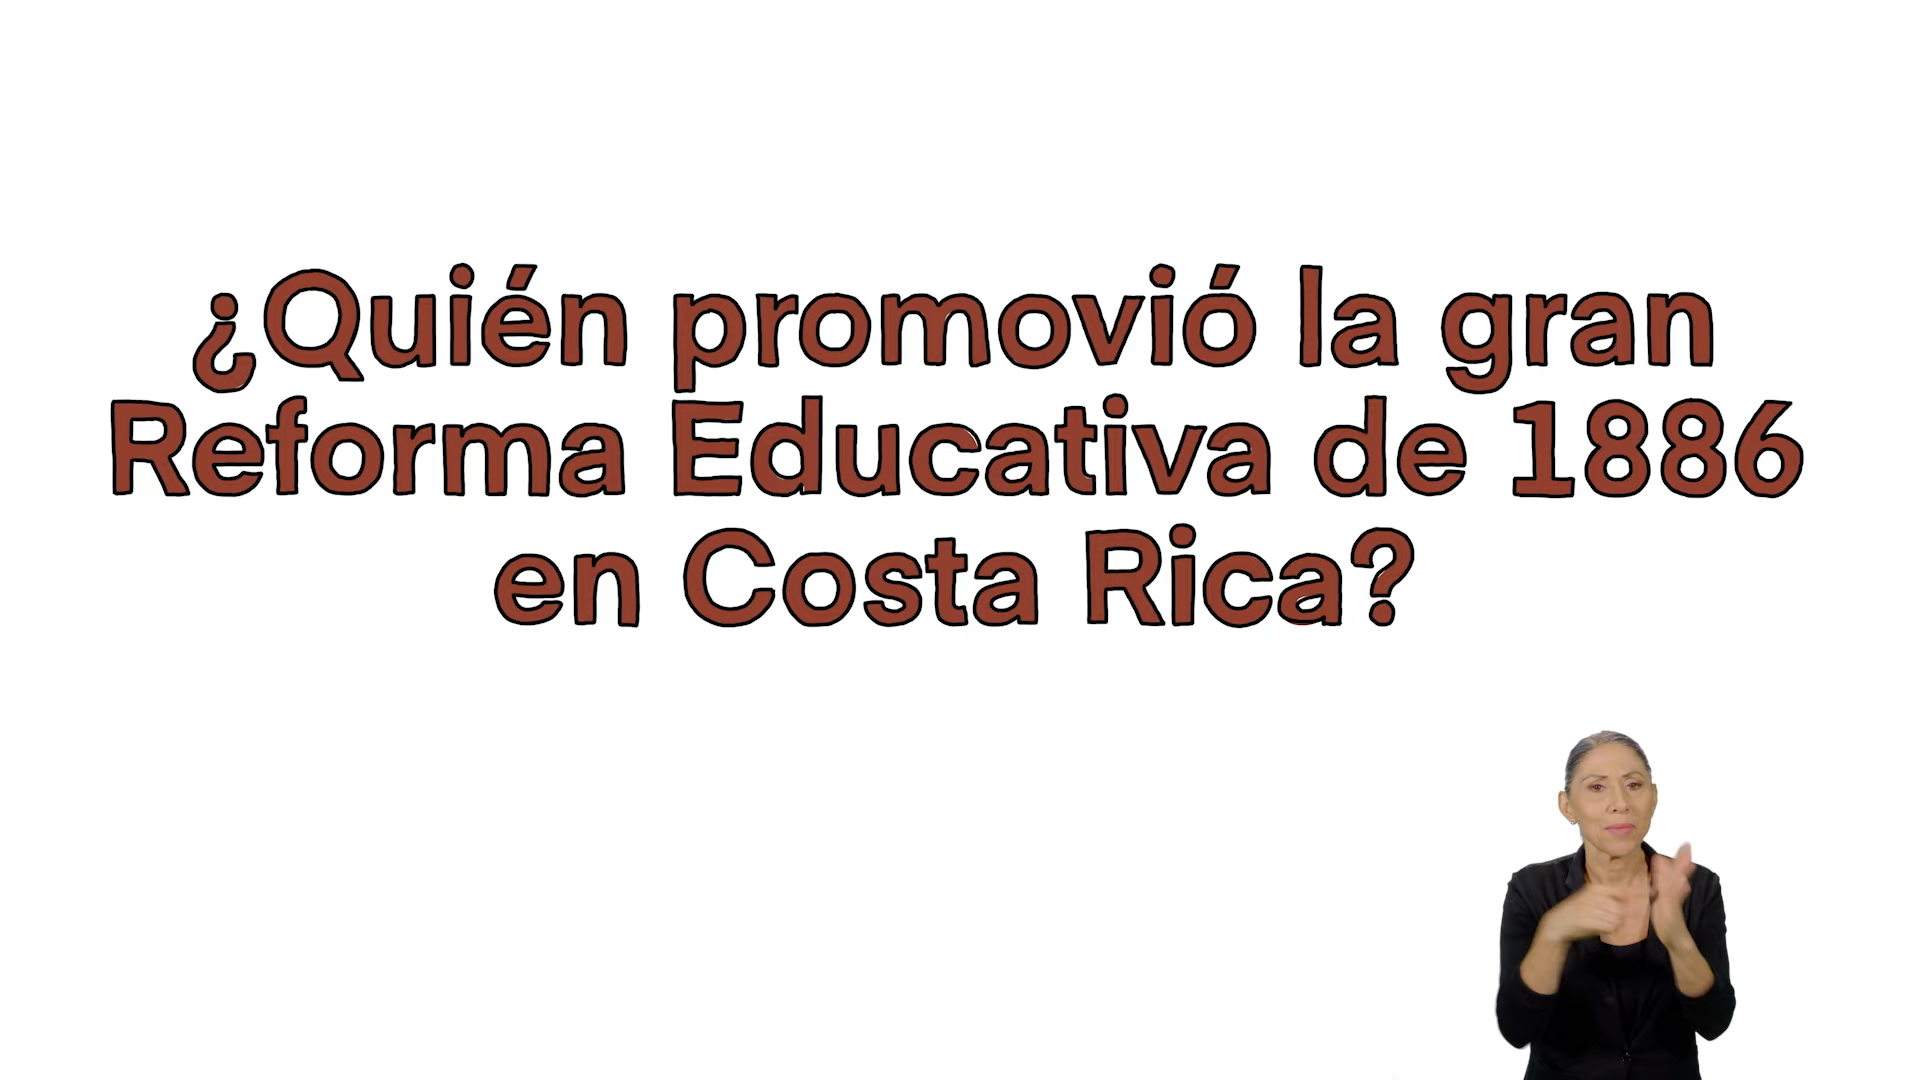 ¿Quién promovió la gran
Reforma Educativa de 1886
en Costa Rica?